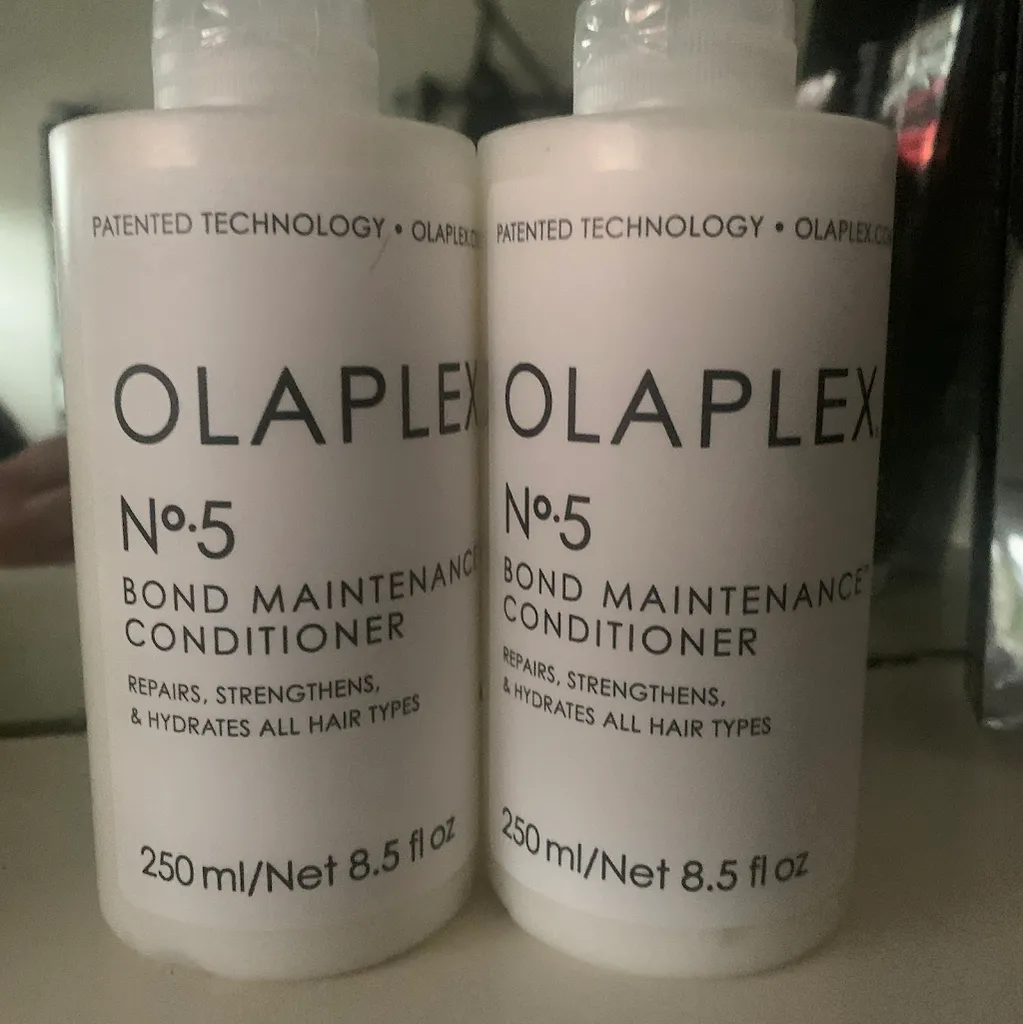 PATENTED TECHNOLOGY • OLAPLEX.CO
OLAPLEX
Nº.5
BOND MAINTENANCE
CONDITIONER
REPAIRS, STRENGTHENS,
& HYDRATES ALL HAIR TYPES
250 ml/Net 8.5 fl oz
PATENTED TECHNOLOGY • OLAPLEX.COM
OLAPLEX.
Nº.5
BOND MAINTENANCE™
CONDITIONER
REPAIRS, STRENGTHENS,
& HYDRATES ALL HAIR TYPES
250 ml/Net 8.5 fl oz